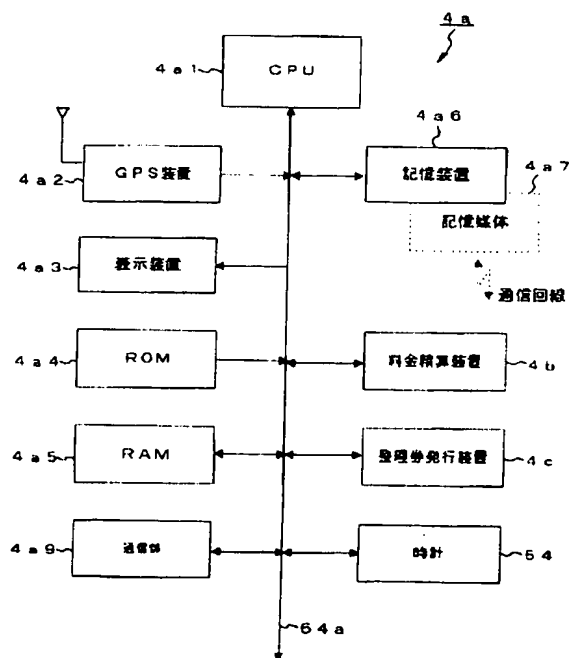 4a
4a1
CPU
4a2
GPS装置
4a6
記憶装置
4a7
記憶媒体
通信回線
4a3
表示装置
4a4
ROM
料金精算装置
4b
4a5
RAM
整理券発行装置
4c
4a9
通信部
時計
54
54a